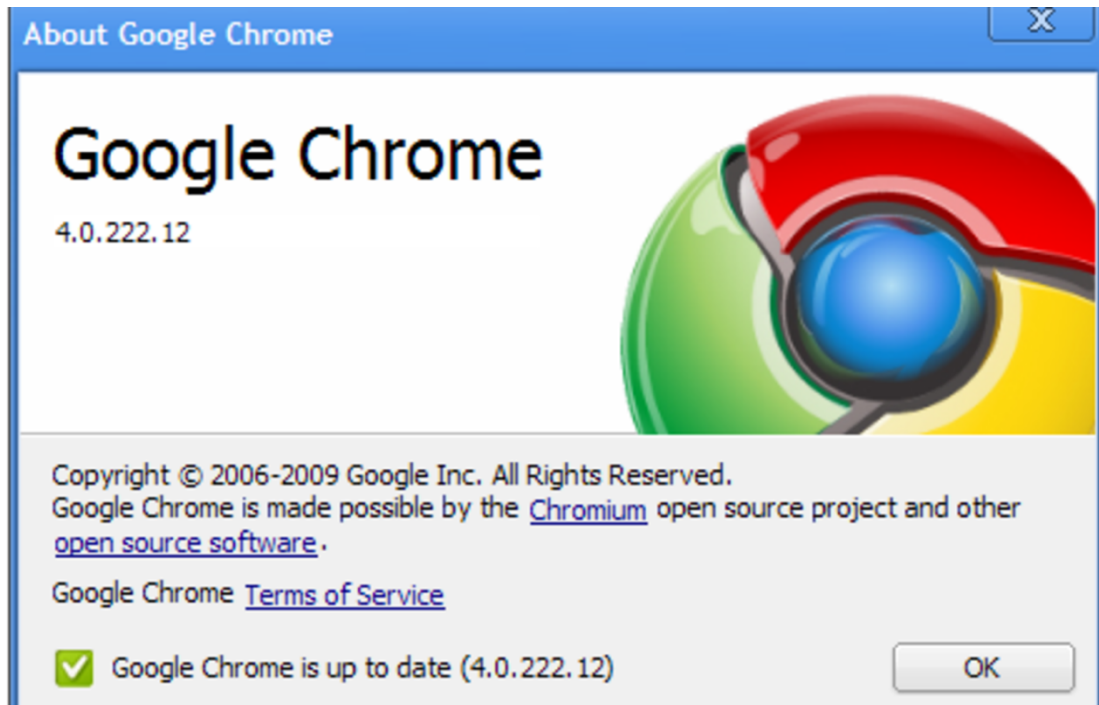 About Google Chrome
X
Google Chrome
4.0.222.12
Copyright © 2006-2009 Google Inc. All Rights Reserved.
Google Chrome is made possible by the Chromium open source project and other
open source software.
Google Chrome Terms of Service
Google Chrome is up to date (4.0.222.12)
OK